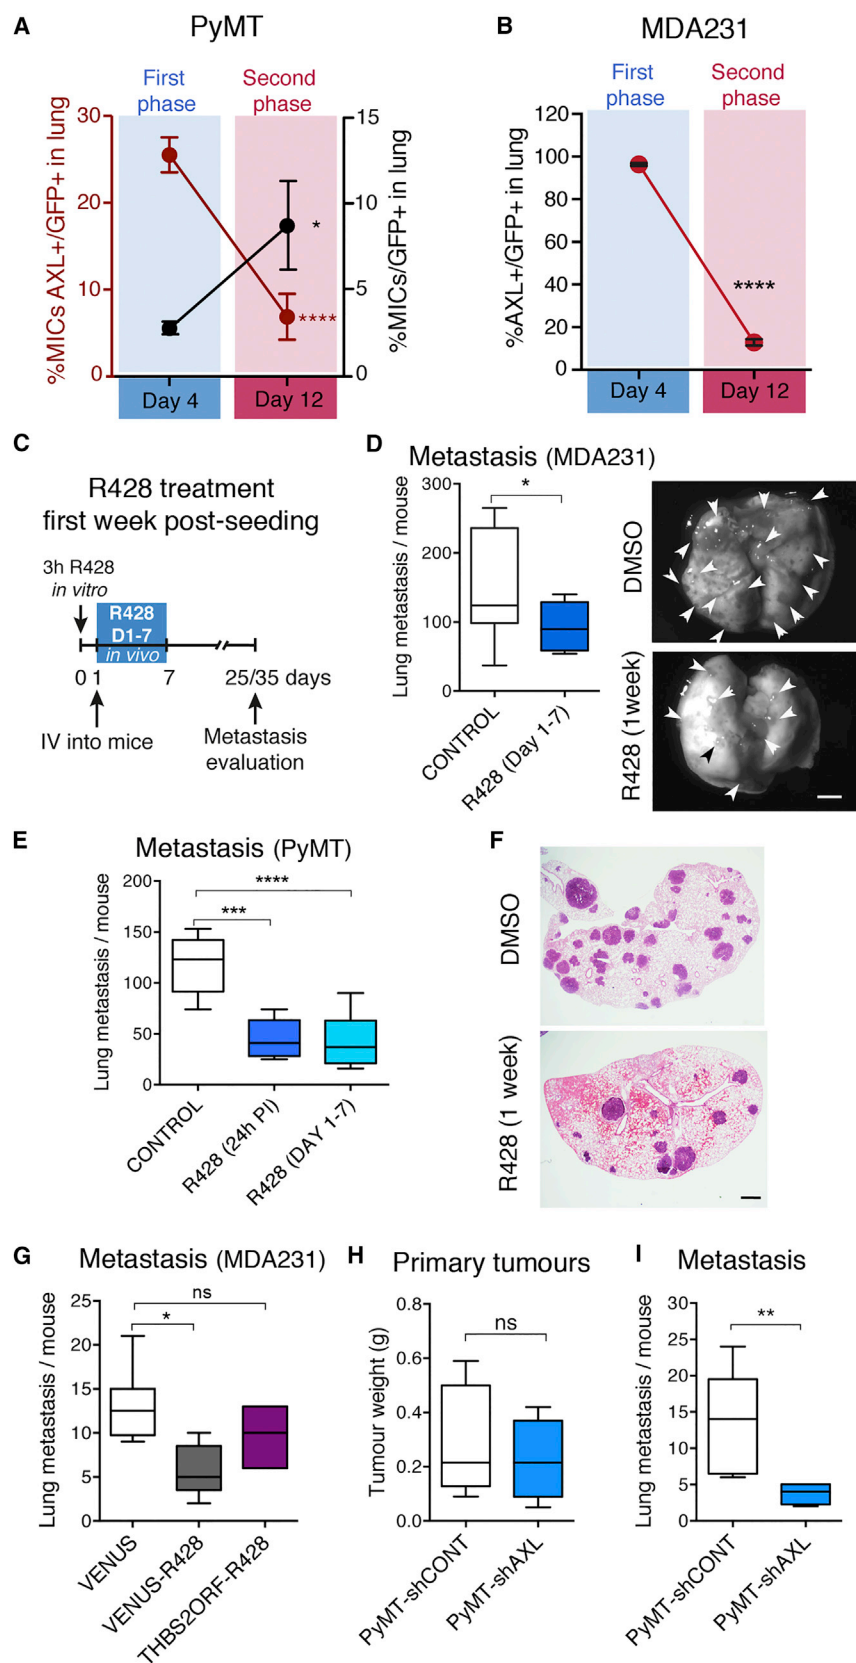 A
PyMT
First phase
Second phase
%MICs AXL+/GFP+ in lung
30
20
10
0
15
10
5
0
%MICs/GFP+ in lung
*
****
Day 4
Day 12
B
MDA231
First phase
Second phase
%AXL+/GFP+ in lung
120
100
80
60
40
20
0
****
Day 4
Day 12
C
R428 treatment
first week post-seeding
3h R428
in vitro
R428
D1-7
in vivo
0 1 7 25/35 days
IV into mice
Metastasis
evaluation
D
Metastasis (MDA231)
Lung metastasis / mouse
300
200
100
0
*
CONTROL
R428 (Day 1-7)
DMSO
R428 (1week)
E
Metastasis (PyMT)
Lung metastasis / mouse
200
150
100
50
0
****
***
CONTROL
R428 (24h PI)
R428 (DAY 1-7)
F
DMSO
R428 (1 week)
G
Metastasis (MDA231)
Lung metastasis / mouse
25
20
15
10
5
0
ns
*
VENUS
VENUS-R428
THBS2ORF-R428
H
Primary tumours
Tumour weight (g)
0.8
0.6
0.4
0.2
0.0
ns
PyMT-shCONT
PyMT-shAXL
I
Metastasis
Lung metastasis / mouse
30
25
20
15
10
5
0
**
PyMT-shCONT
PyMT-shAXL